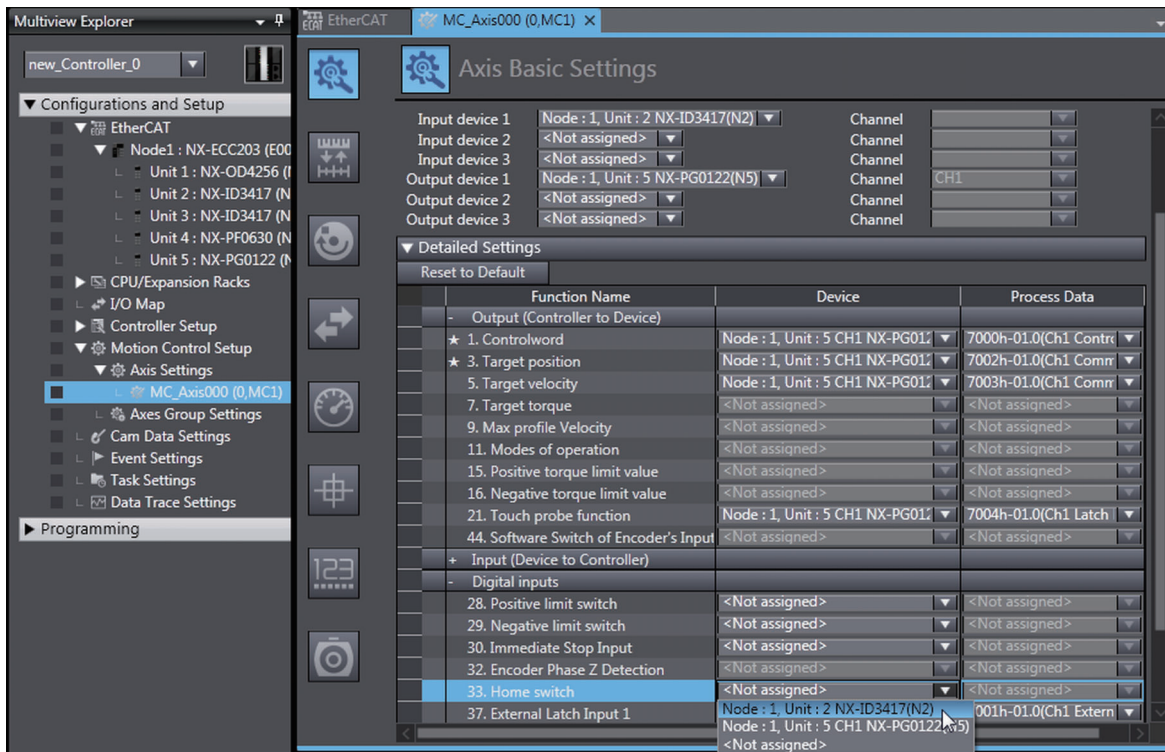 Multiview Explorer
new_Controller_0
Configurations and Setup
EtherCAT
Node1 : NX-ECC203 (E00
Unit 1 : NX-OD4256 (
Unit 2 : NX-ID3417 (N
Unit 3 : NX-ID3417 (N
Unit 4 : NX-PF0630 (N
Unit 5 : NX-PG0122 (N
CPU/Expansion Racks
I/O Map
Controller Setup
Motion Control Setup
Axis Settings
MC_Axis000 (0,MC1)
Axes Group Settings
Cam Data Settings
Event Settings
Task Settings
Data Trace Settings
Programming
EtherCAT
MC_Axis000 (0,MC1)
Axis Basic Settings
Input device 1 Node : 1, Unit : 2 NX-ID3417(N2) Channel
Input device 2 <Not assigned> Channel
Input device 3 <Not assigned> Channel
Output device 1 Node : 1, Unit : 5 NX-PG0122(N5) Channel CH1
Output device 2 <Not assigned> Channel
Output device 3 <Not assigned> Channel
Detailed Settings
Reset to Default
Function Name Device Process Data
- Output (Controller to Device)
★ 1. Controlword Node : 1, Unit : 5 CH1 NX-PG012 7000h-01.0(Ch1 Contr
★ 3. Target position Node : 1, Unit : 5 CH1 NX-PG012 7002h-01.0(Ch1 Comm
5. Target velocity Node : 1, Unit : 5 CH1 NX-PG012 7003h-01.0(Ch1 Comm
7. Target torque <Not assigned> <Not assigned>
9. Max profile Velocity <Not assigned> <Not assigned>
11. Modes of operation <Not assigned> <Not assigned>
15. Positive torque limit value <Not assigned> <Not assigned>
16. Negative torque limit value <Not assigned> <Not assigned>
21. Touch probe function Node : 1, Unit : 5 CH1 NX-PG012 7004h-01.0(Ch1 Latch
44. Software Switch of Encoder's Input <Not assigned> <Not assigned>
+ Input (Device to Controller)
- Digital inputs
28. Positive limit switch <Not assigned> <Not assigned>
29. Negative limit switch <Not assigned> <Not assigned>
30. Immediate Stop Input <Not assigned> <Not assigned>
32. Encoder Phase Z Detection <Not assigned> <Not assigned>
33. Home switch <Not assigned> <Not assigned>
37. External Latch Input 1 Node : 1, Unit : 2 NX-ID3417(N2) 001h-01.0(Ch1 Extern
Node : 1, Unit : 5 CH1 NX-PG0122(N5)
<Not assigned>